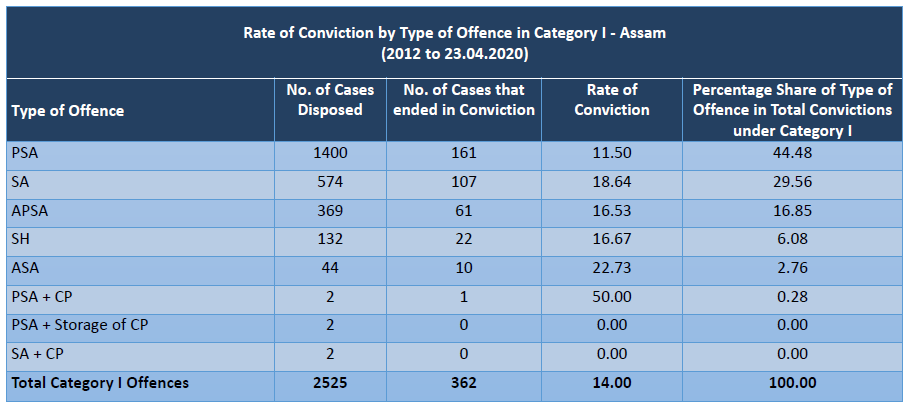 Rate of Conviction by Type of Offence in Category I - Assam
(2012 to 23.04.2020)
Type of Offence No. of Cases Disposed No. of Cases that ended in Conviction Rate of Conviction Percentage Share of Type of Offence in Total Convictions under Category I
PSA 1400 161 11.50 44.48
SA 574 107 18.64 29.56
APSA 369 61 16.53 16.85
SH 132 22 16.67 6.08
ASA 44 10 22.73 2.76
PSA + CP 2 1 50.00 0.28
PSA + Storage of CP 2 0 0.00 0.00
SA + CP 2 0 0.00 0.00
Total Category I Offences 2525 362 14.00 100.00